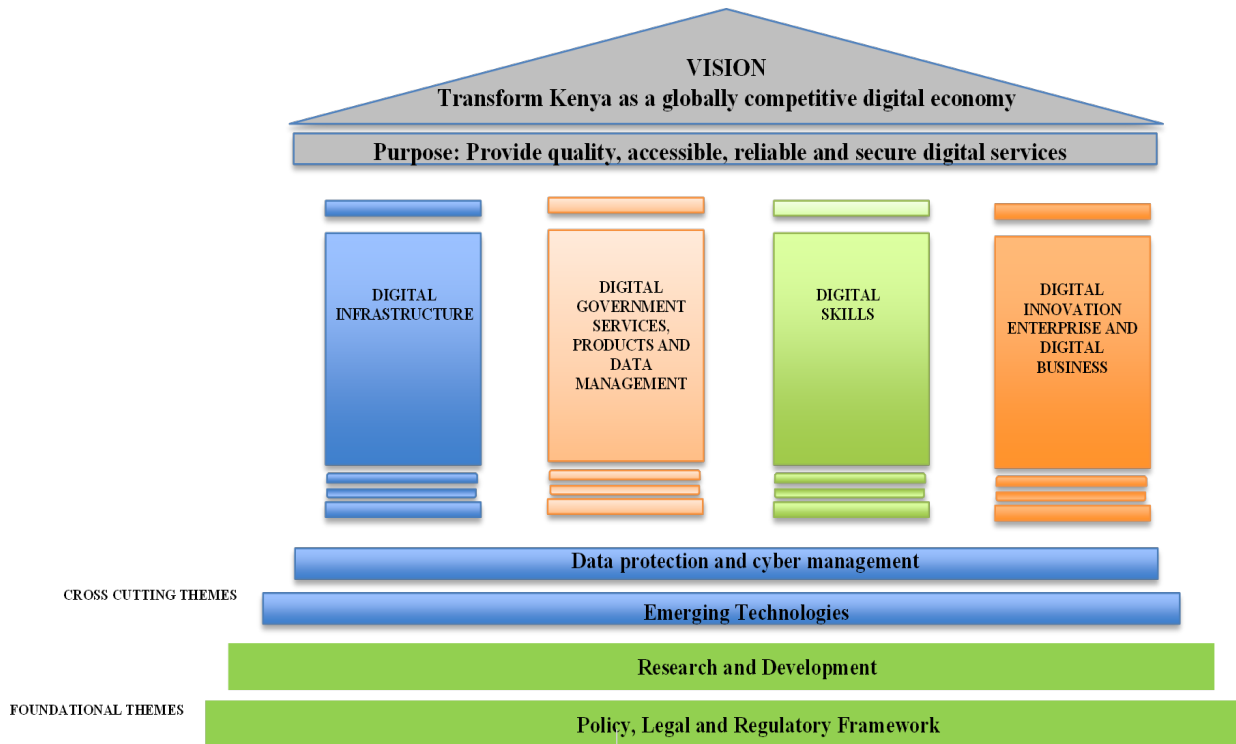 VISION
Transform Kenya as a globally competitive digital economy
Purpose: Provide quality, accessible, reliable and secure digital services
DIGITAL
INFRASTRUCTURE
DIGITAL
GOVERNMENT
SERVICES,
PRODUCTS AND
DATA
MANAGEMENT
DIGITAL
SKILLS
DIGITAL
INNOVATION
ENTERPRISE AND
DIGITAL
BUSINESS
Data protection and cyber management
CROSS CUTTING THEMES
Emerging Technologies
Research and Development
FOUNDATIONAL THEMES
Policy, Legal and Regulatory Framework